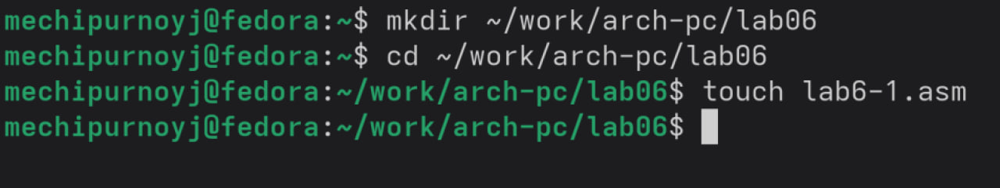 mechipurnoyj@fedora:~$ mkdir ~/work/arch-pc/lab06
mechipurnoyj@fedora:~$ cd ~/work/arch-pc/lab06
mechipurnoyj@fedora:~/work/arch-pc/lab06$ touch lab6-1.asm
mechipurnoyj@fedora:~/work/arch-pc/lab06$